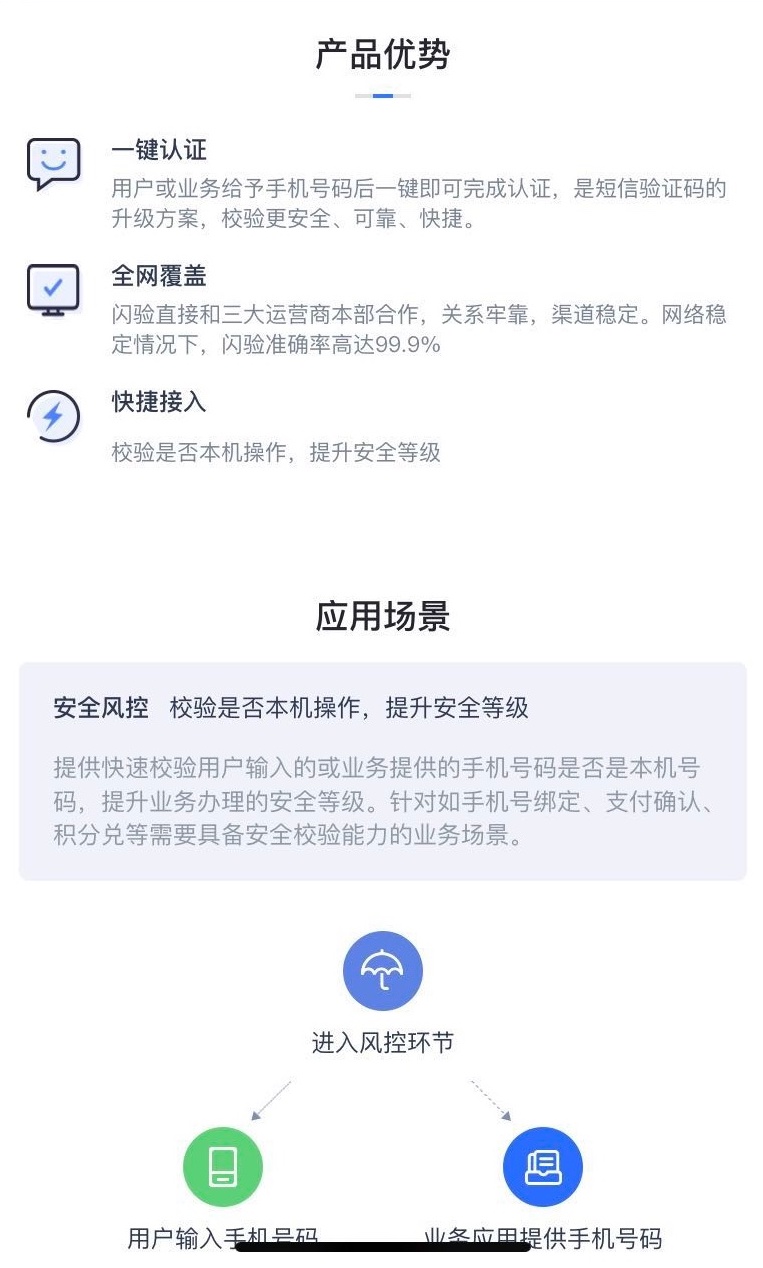 产品优势
一键认证
用户或业务给予手机号码后一键即可完成认证，是短信验证码的
升级方案，校验更安全、可靠、快捷。
全网覆盖
闪验直接和三大运营商本部合作，关系牢靠，渠道稳定。网络稳
定情况下，闪验准确率高达99.9%
快捷接入
校验是否本机操作，提升安全等级
应用场景
安全风控 校验是否本机操作，提升安全等级
提供快速校验用户输入的或业务提供的手机号码是否是本机号
码，提升业务办理的安全等级。针对如手机号绑定、支付确认、
积分兑等需要具备安全校验能力的业务场景。
进入风控环节
用户输入手机号码
业务应用提供手机号码